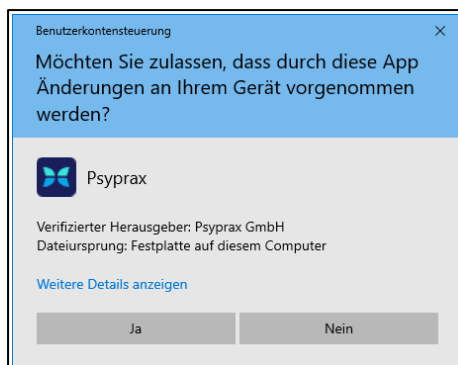 Benutzerkontensteuerung
Möchten Sie zulassen, dass durch diese App
Änderungen an Ihrem Gerät vorgenommen
werden?
Psyprax
Verifizierter Herausgeber: Psyprax GmbH
Dateiursprung: Festplatte auf diesem Computer
Weitere Details anzeigen
Ja
Nein